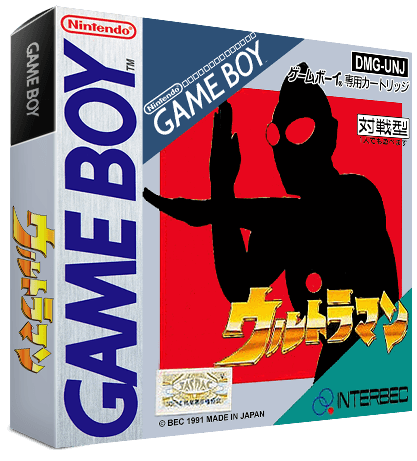 Nintendo
GAME BOY
TM
GAME BOY
ウルトラマン
Nintendo
GAME BOY
DMG-UNJ
ゲームボーイ® 専用カートリッジ
対戦型
ウルトラマン
© BEC 1991 MADE IN JAPAN
INTERBEC